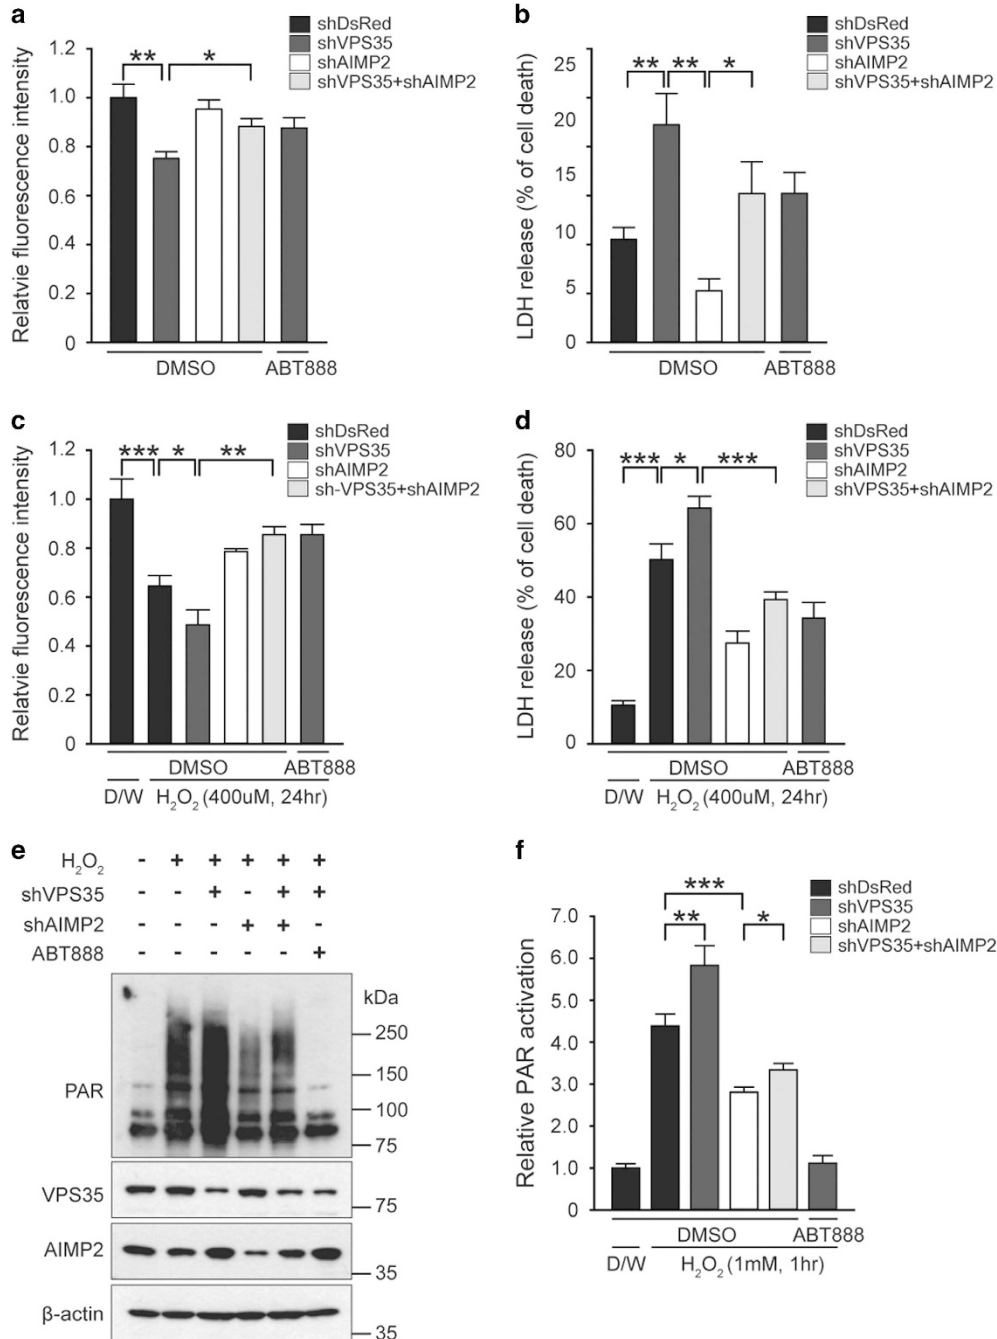 a
shDsRed
shVPS35
shAIMP2
shVPS35+shAIMP2
Relatvie fluorescence intensity
1.2
1.0
0.8
0.6
0.4
0.2
0
** *
DMSO ABT888
b
shDsRed
shVPS35
shAIMP2
shVPS35+shAIMP2
LDH release (% of cell death)
25
20
15
10
5
0
** ** *
DMSO ABT888
c
shDsRed
shVPS35
shAIMP2
sh-VPS35+shAIMP2
Relatvie fluorescence intensity
1.2
1.0
0.8
0.6
0.4
0.2
0
*** * **
DMSO ABT888
D/W H2O2 (400uM, 24hr)
d
shDsRed
shVPS35
shAIMP2
shVPS35+shAIMP2
LDH release (% of cell death)
80
60
40
20
0
*** * ***
DMSO ABT888
D/W H2O2 (400uM, 24hr)
e
H2O2 - + + + + +
shVPS35 - - + - + +
shAIMP2 - - - + + -
ABT888 - - - - - +
kDa
250
150
PAR
100
75
VPS35
75
AIMP2
35
β-actin
35
f
shDsRed
shVPS35
shAIMP2
shVPS35+shAIMP2
Relative PAR activation
7.0
6.0
5.0
4.0
3.0
2.0
1.0
0
***
** *
DMSO ABT888
D/W H2O2 (1mM, 1hr)